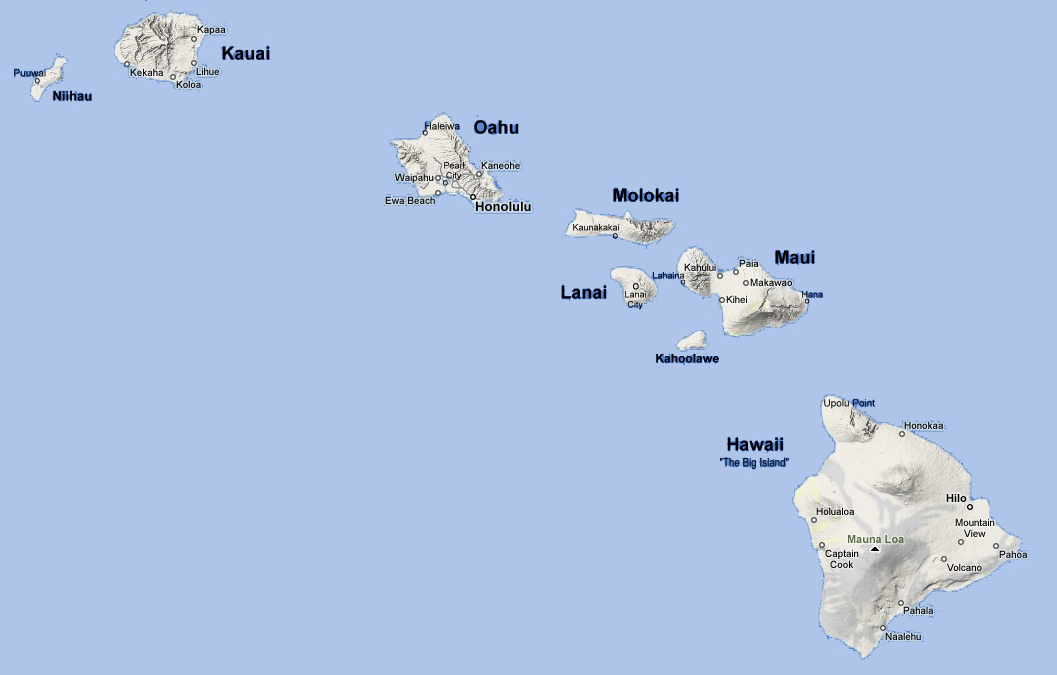 Kapaa
Kauai
Puuwai
Kekaha
Lihue
Koloa
Niihau
Haleiwa
Oahu
Pearl
City
Kaneohe
Waipahu
Ewa Beach
Honolulu
Molokai
Kaunakakai
Maui
Paia
Kahului
Lahaina
Makawao
Lanai
Lanai
City
Kihei
Hana
Kahoolawe
Upolu Point
Honokaa
Hawaii
"The Big Island"
Hilo
Holualoa
Mountain
View
Mauna Loa
Captain
Cook
Pahoa
Volcano
Pahala
Naalehu